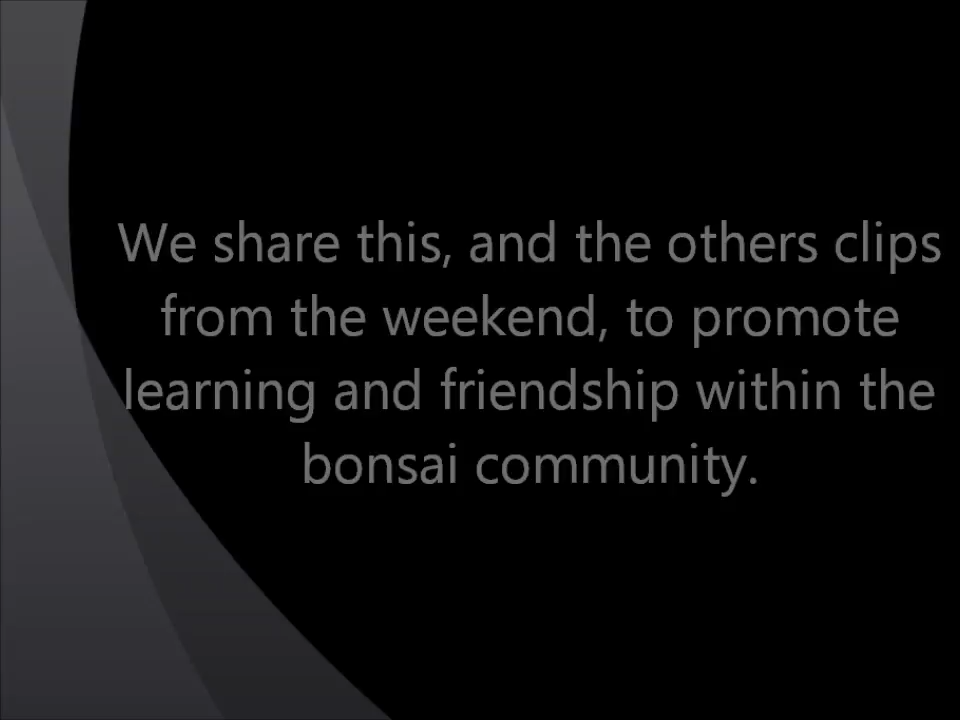 We share this, and the others clips
from the weekend, to promote
learning and friendship within the
bonsai community.